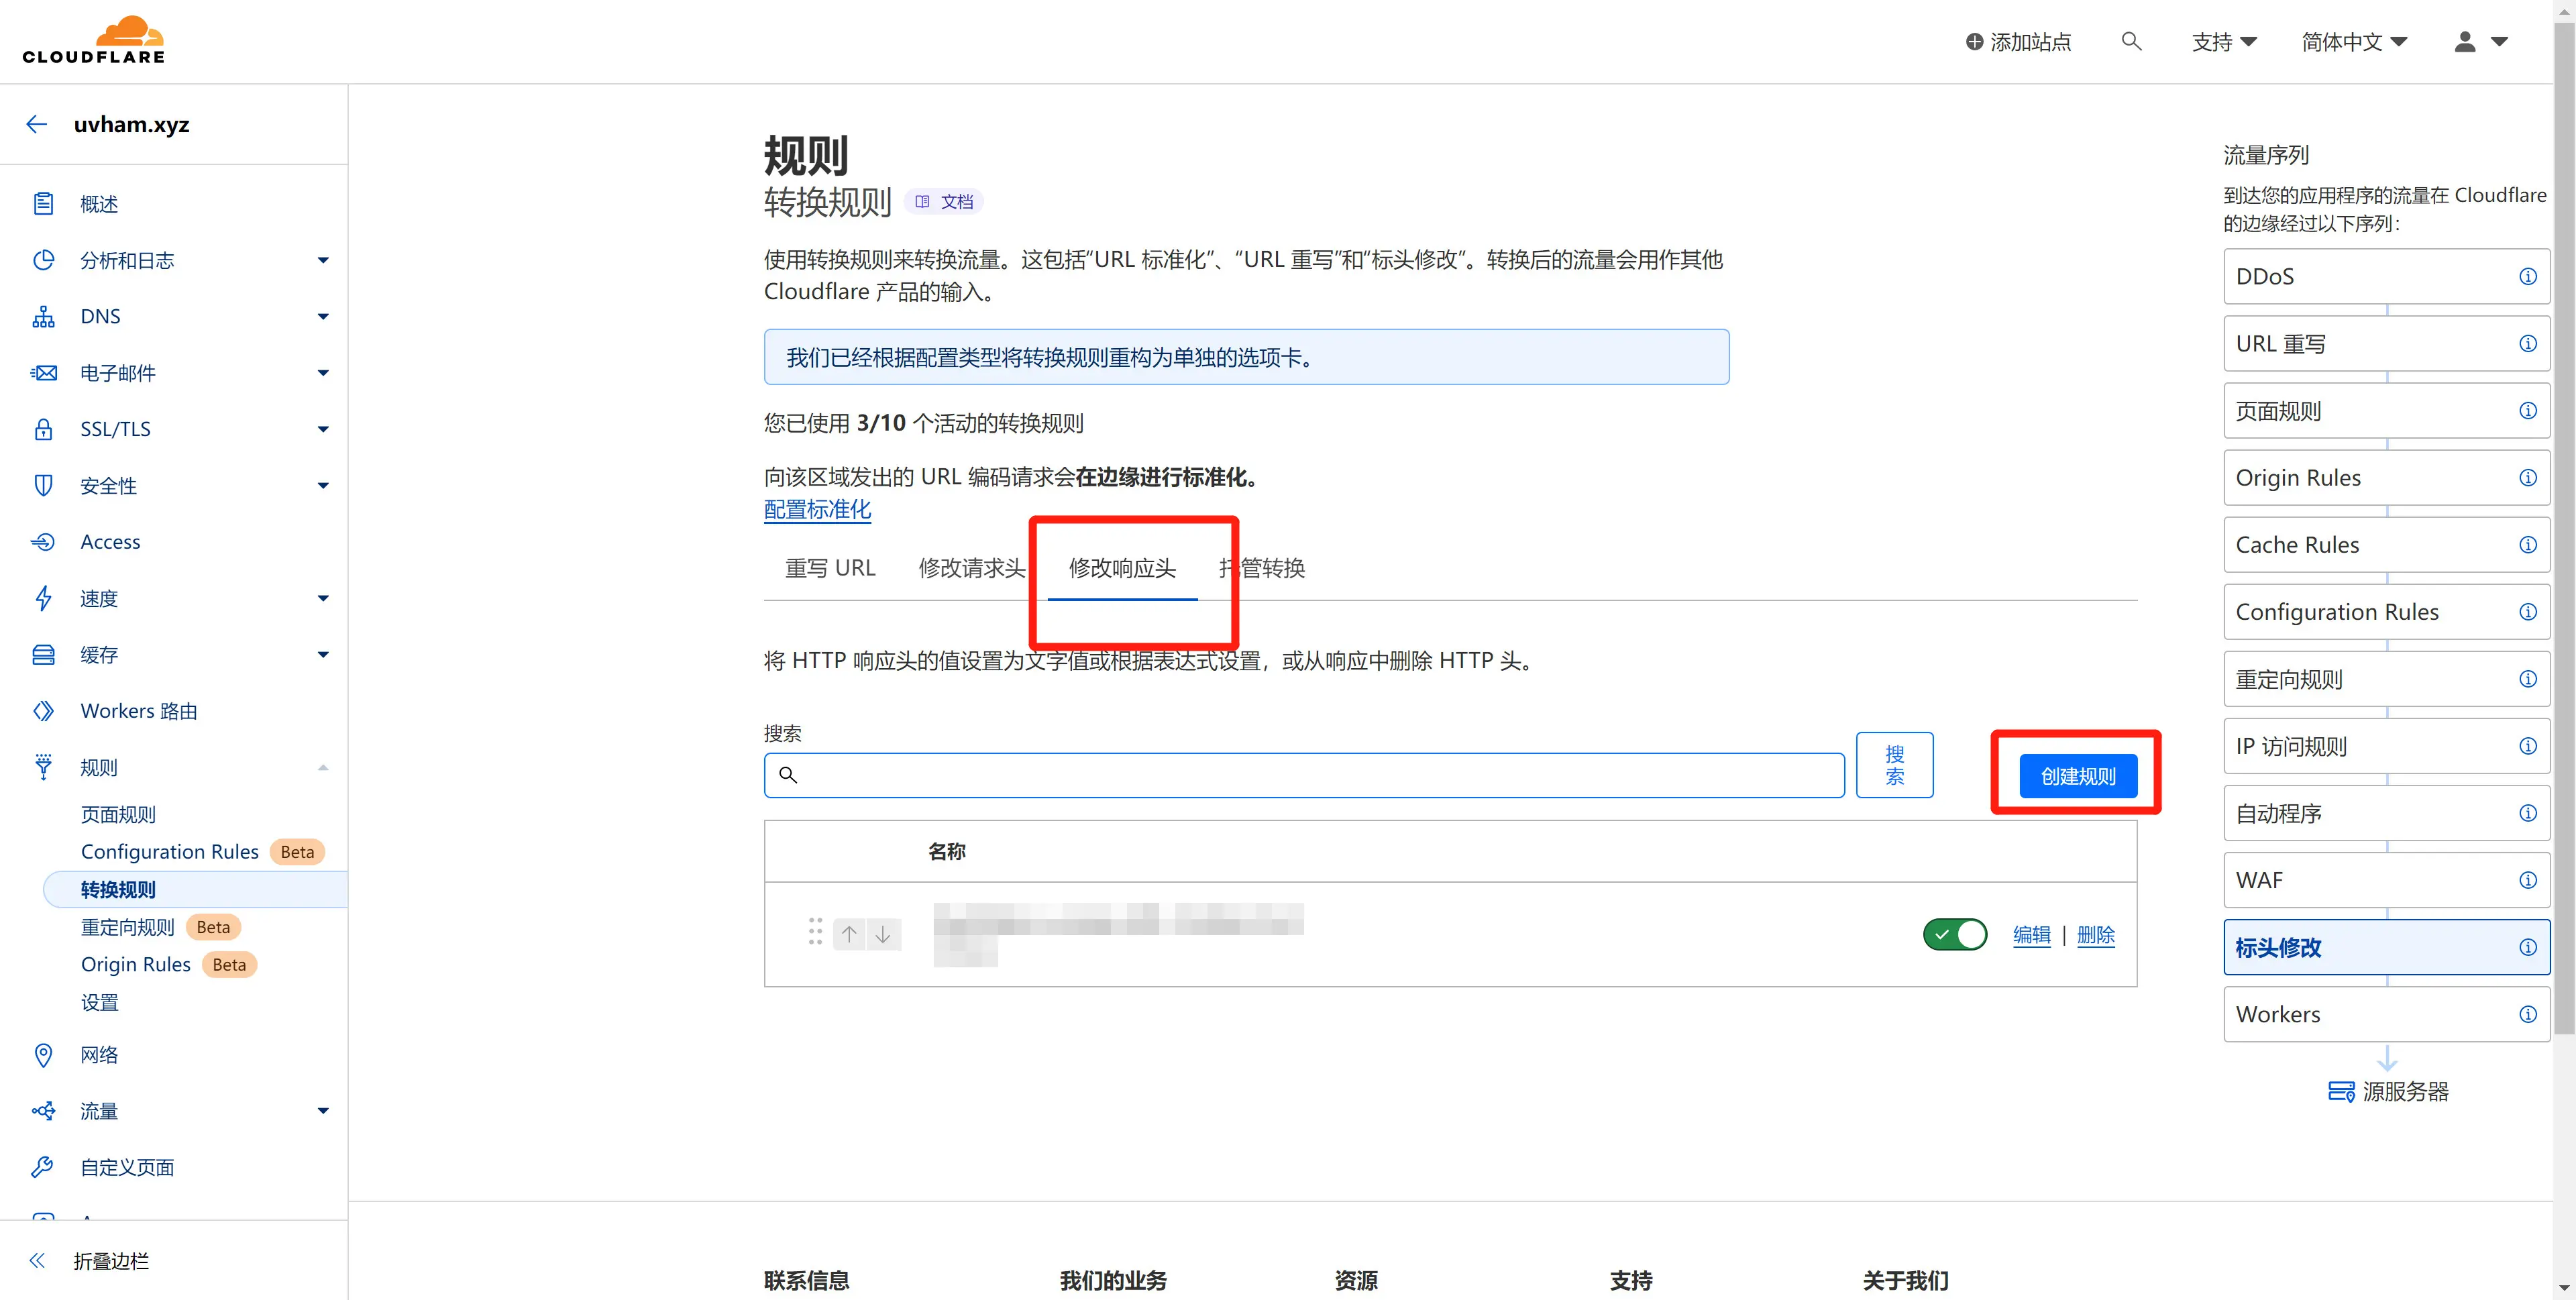 CLOUDFLARE
添加站点
支持
简体中文
uvham.xyz
概述
分析和日志
DNS
电子邮件
SSL/TLS
安全性
Access
速度
缓存
Workers 路由
规则
页面规则
Configuration Rules Beta
转换规则
重定向规则 Beta
Origin Rules Beta
设置
网络
流量
自定义页面
折叠边栏
规则
转换规则 文档
使用转换规则来转换流量。这包括“URL 标准化”、“URL 重写”和“标头修改”。转换后的流量会用作其他
Cloudflare 产品的输入。
我们已经根据配置类型将转换规则重构为单独的选项卡。
您已使用 3/10 个活动的转换规则
向该区域发出的 URL 编码请求会在边缘进行标准化。
配置标准化
重写 URL 修改请求头 修改响应头 托管转换
将 HTTP 响应头的值设置为文字值或根据表达式设置，或从响应中删除 HTTP 头。
搜索
搜
索
创建规则
名称
编辑 | 删除
流量序列
到达您的应用程序的流量在 Cloudflare
的边缘经过以下序列：
DDoS
URL 重写
页面规则
Origin Rules
Cache Rules
Configuration Rules
重定向规则
IP 访问规则
自动程序
WAF
标头修改
Workers
源服务器
联系信息 我们的业务 资源 支持 关于我们